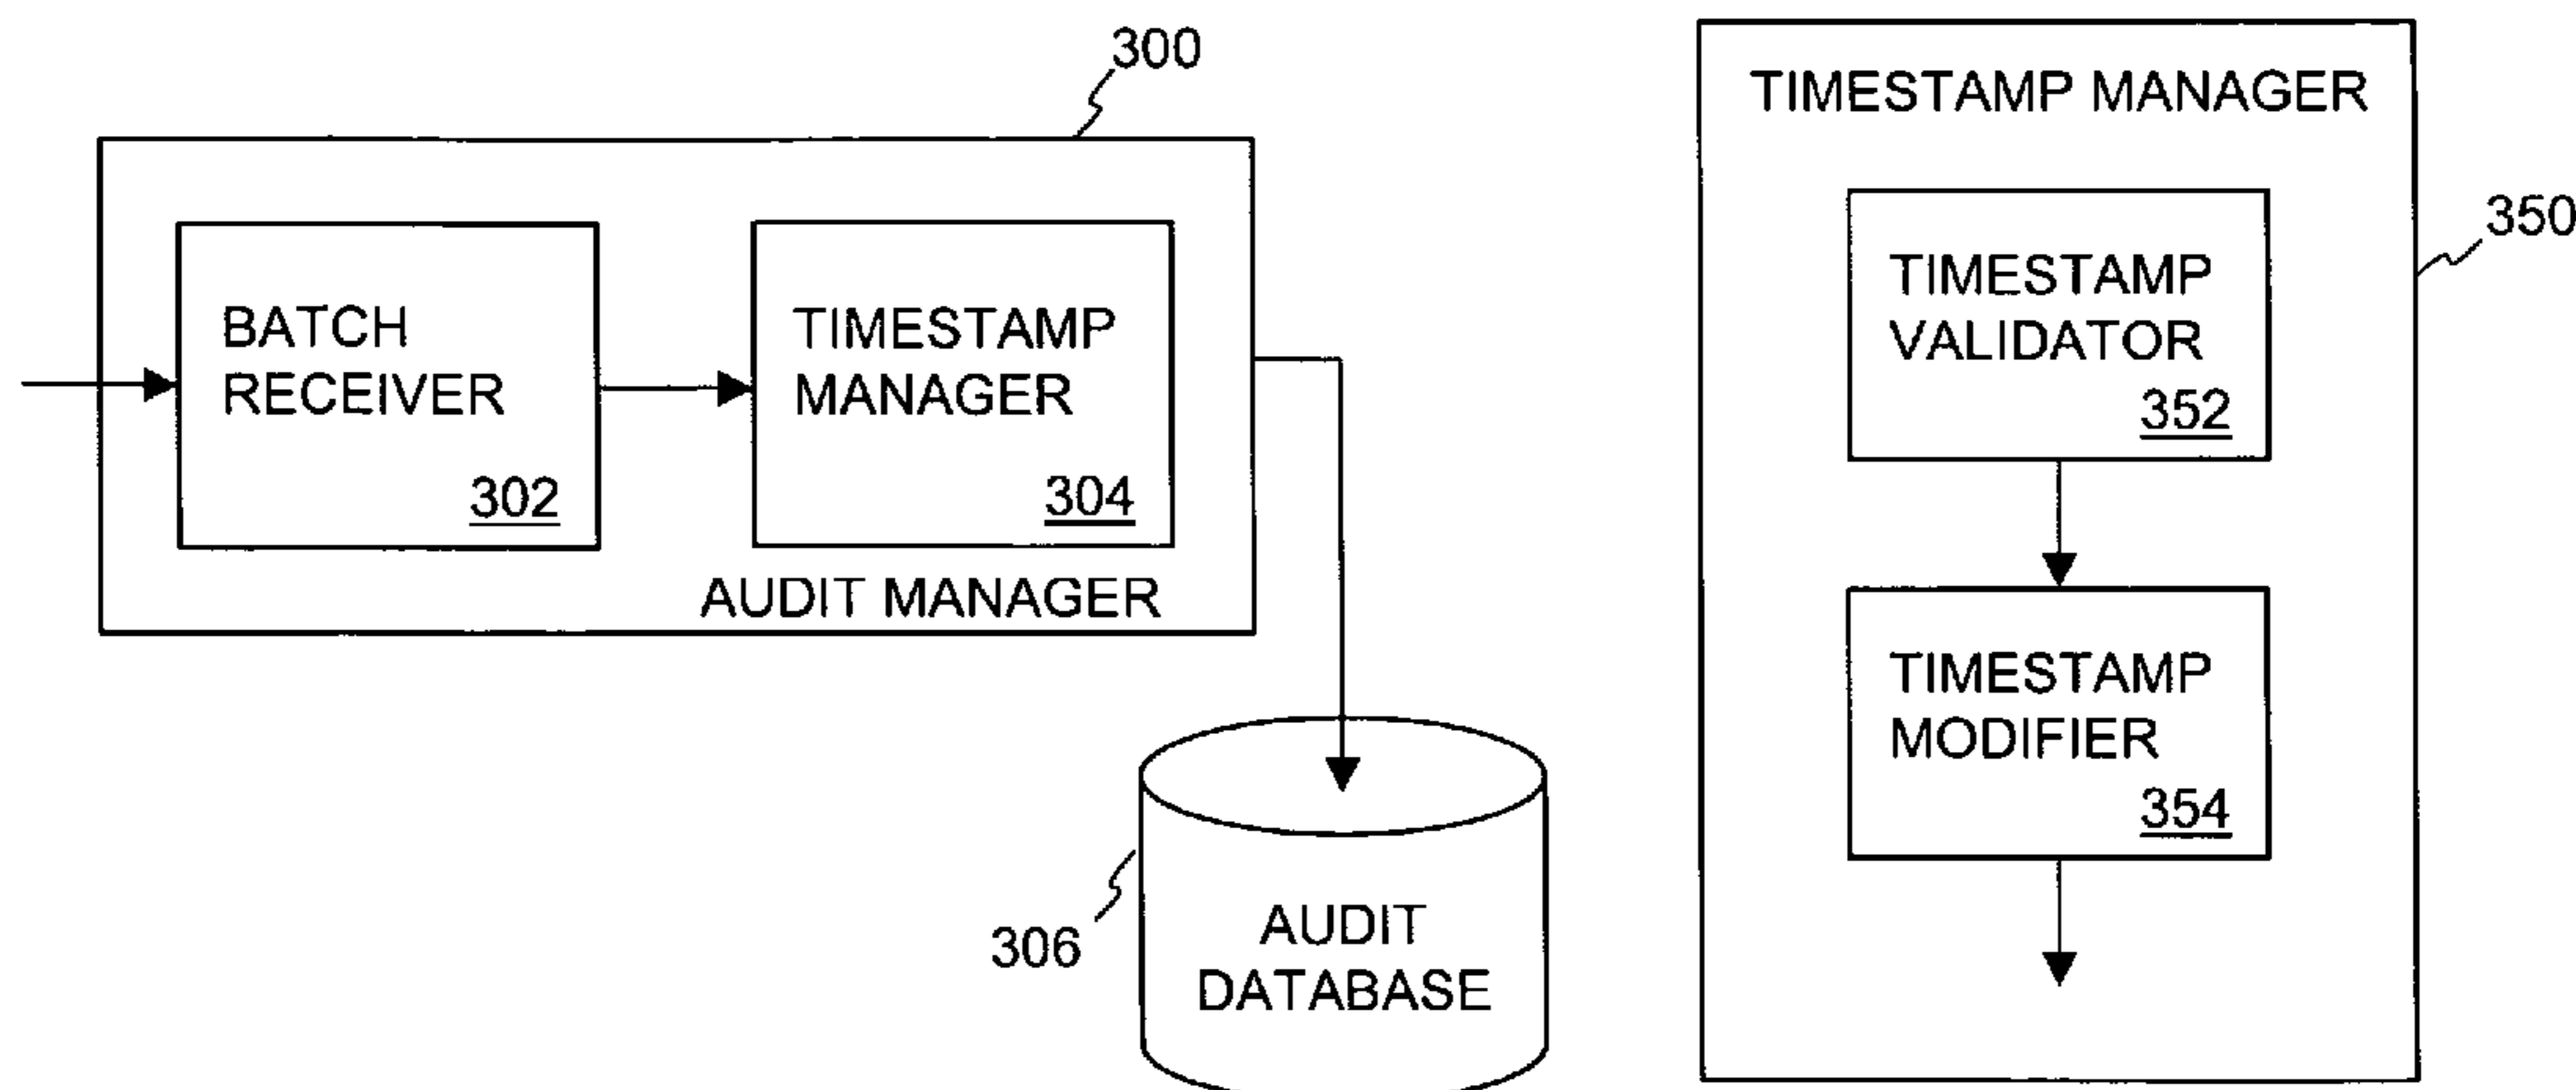 300
BATCH
RECEIVER
302
TIMESTAMP
MANAGER
304
AUDIT MANAGER
306
AUDIT
DATABASE
TIMESTAMP MANAGER
350
TIMESTAMP
VALIDATOR
352
TIMESTAMP
MODIFIER
354